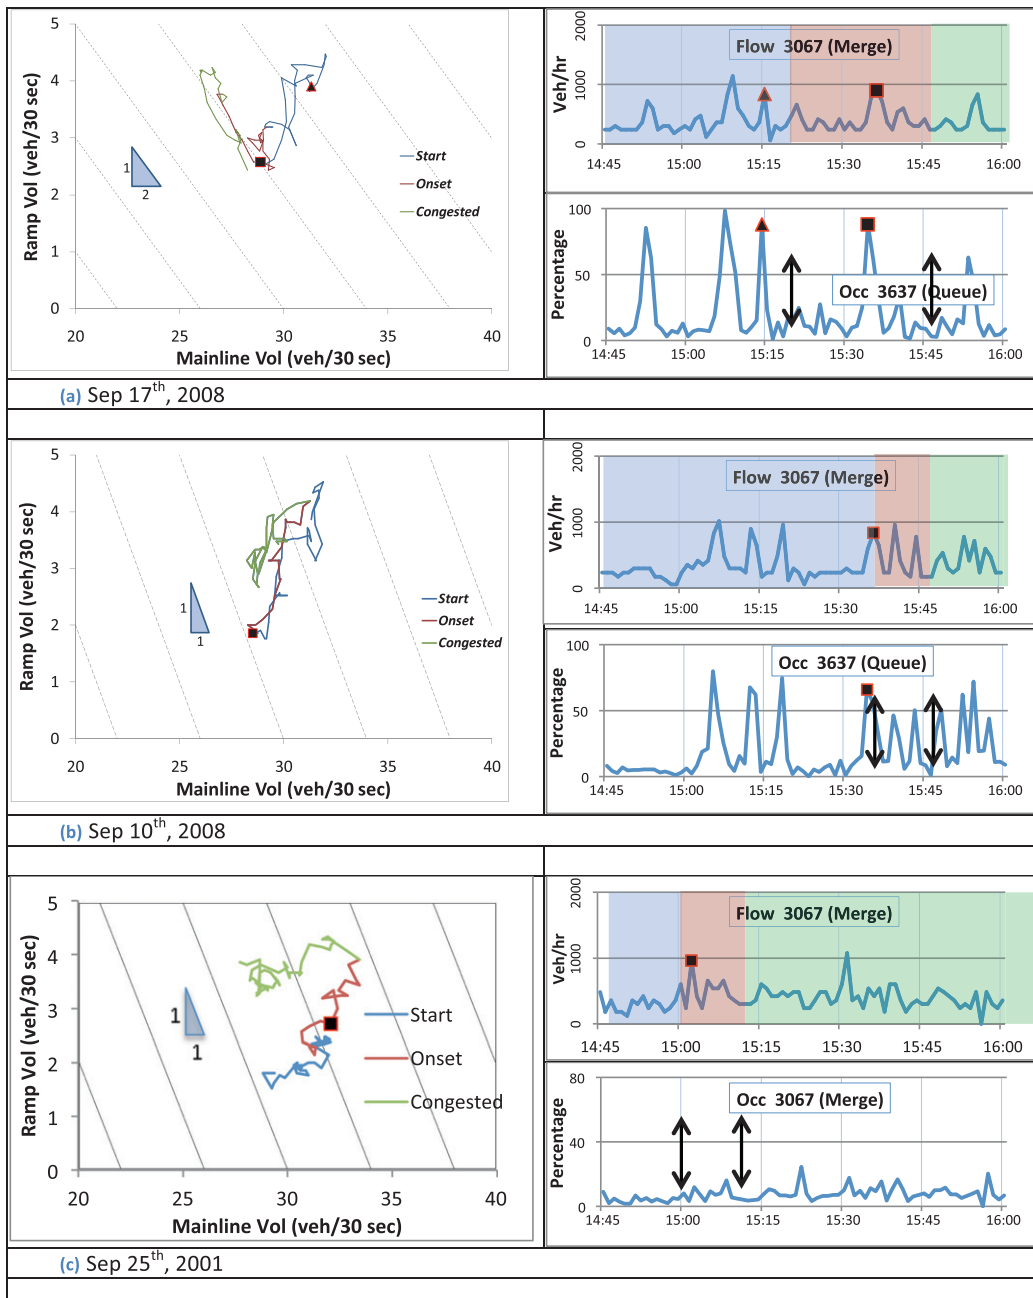 5
4
3
2
1
0
Ramp Vol (veh/30 sec)
1
2
Start
Onset
Congested
20 25 30 35 40
Mainline Vol (veh/30 sec)
2000
1000
0
Veh/hr
Flow 3067 (Merge)
14:45 15:00 15:15 15:30 15:45 16:00
100
50
0
Percentage
Occ 3637 (Queue)
14:45 15:00 15:15 15:30 15:45 16:00
(a) Sep 17th, 2008
5
4
3
2
1
0
Ramp Vol (veh/30 sec)
1
1
Start
Onset
Congested
20 25 30 35 40
Mainline Vol (veh/30 sec)
2000
1000
0
Veh/hr
Flow 3067 (Merge)
14:45 15:00 15:15 15:30 15:45 16:00
100
50
0
Percentage
Occ 3637 (Queue)
14:45 15:00 15:15 15:30 15:45 16:00
(b) Sep 10th, 2008
5
4
3
2
1
0
Ramp Vol (veh/30 sec)
1
1
Start
Onset
Congested
20 25 30 35 40
Mainline Vol (veh/30 sec)
2000
1000
0
Veh/hr
Flow 3067 (Merge)
14:45 15:00 15:15 15:30 15:45 16:00
80
40
0
Percentage
Occ 3067 (Merge)
14:45 15:00 15:15 15:30 15:45 16:00
(c) Sep 25th, 2001